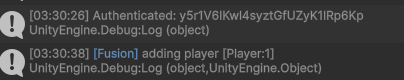 [03:30:26] Authenticated: y5r1V6IKwI4syztGfUZyK1IRp6Kp
UnityEngine.Debug:Log (object)
[03:30:38] [Fusion] adding player [Player:1]
UnityEngine.Debug:Log (object,UnityEngine.Object)